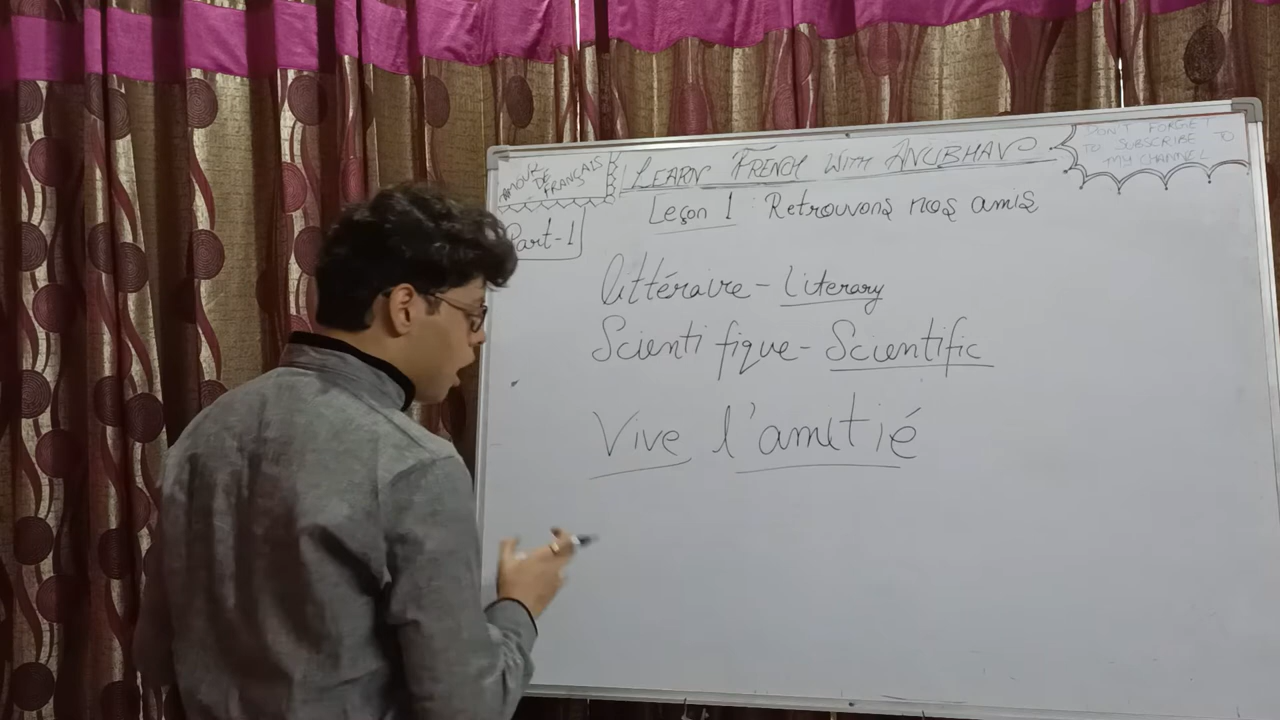 AMOUR
DE
FRANÇAIS
LEARN FRENCH WITH ANUBHAV
DON'T FORGET
TO SUBSCRIBE TO
MY CHANNEL
Part-1
Leçon 1 : Retrouvons nos amis
littéraire - Literary
Scientifique - Scientific
Vive l'amitié